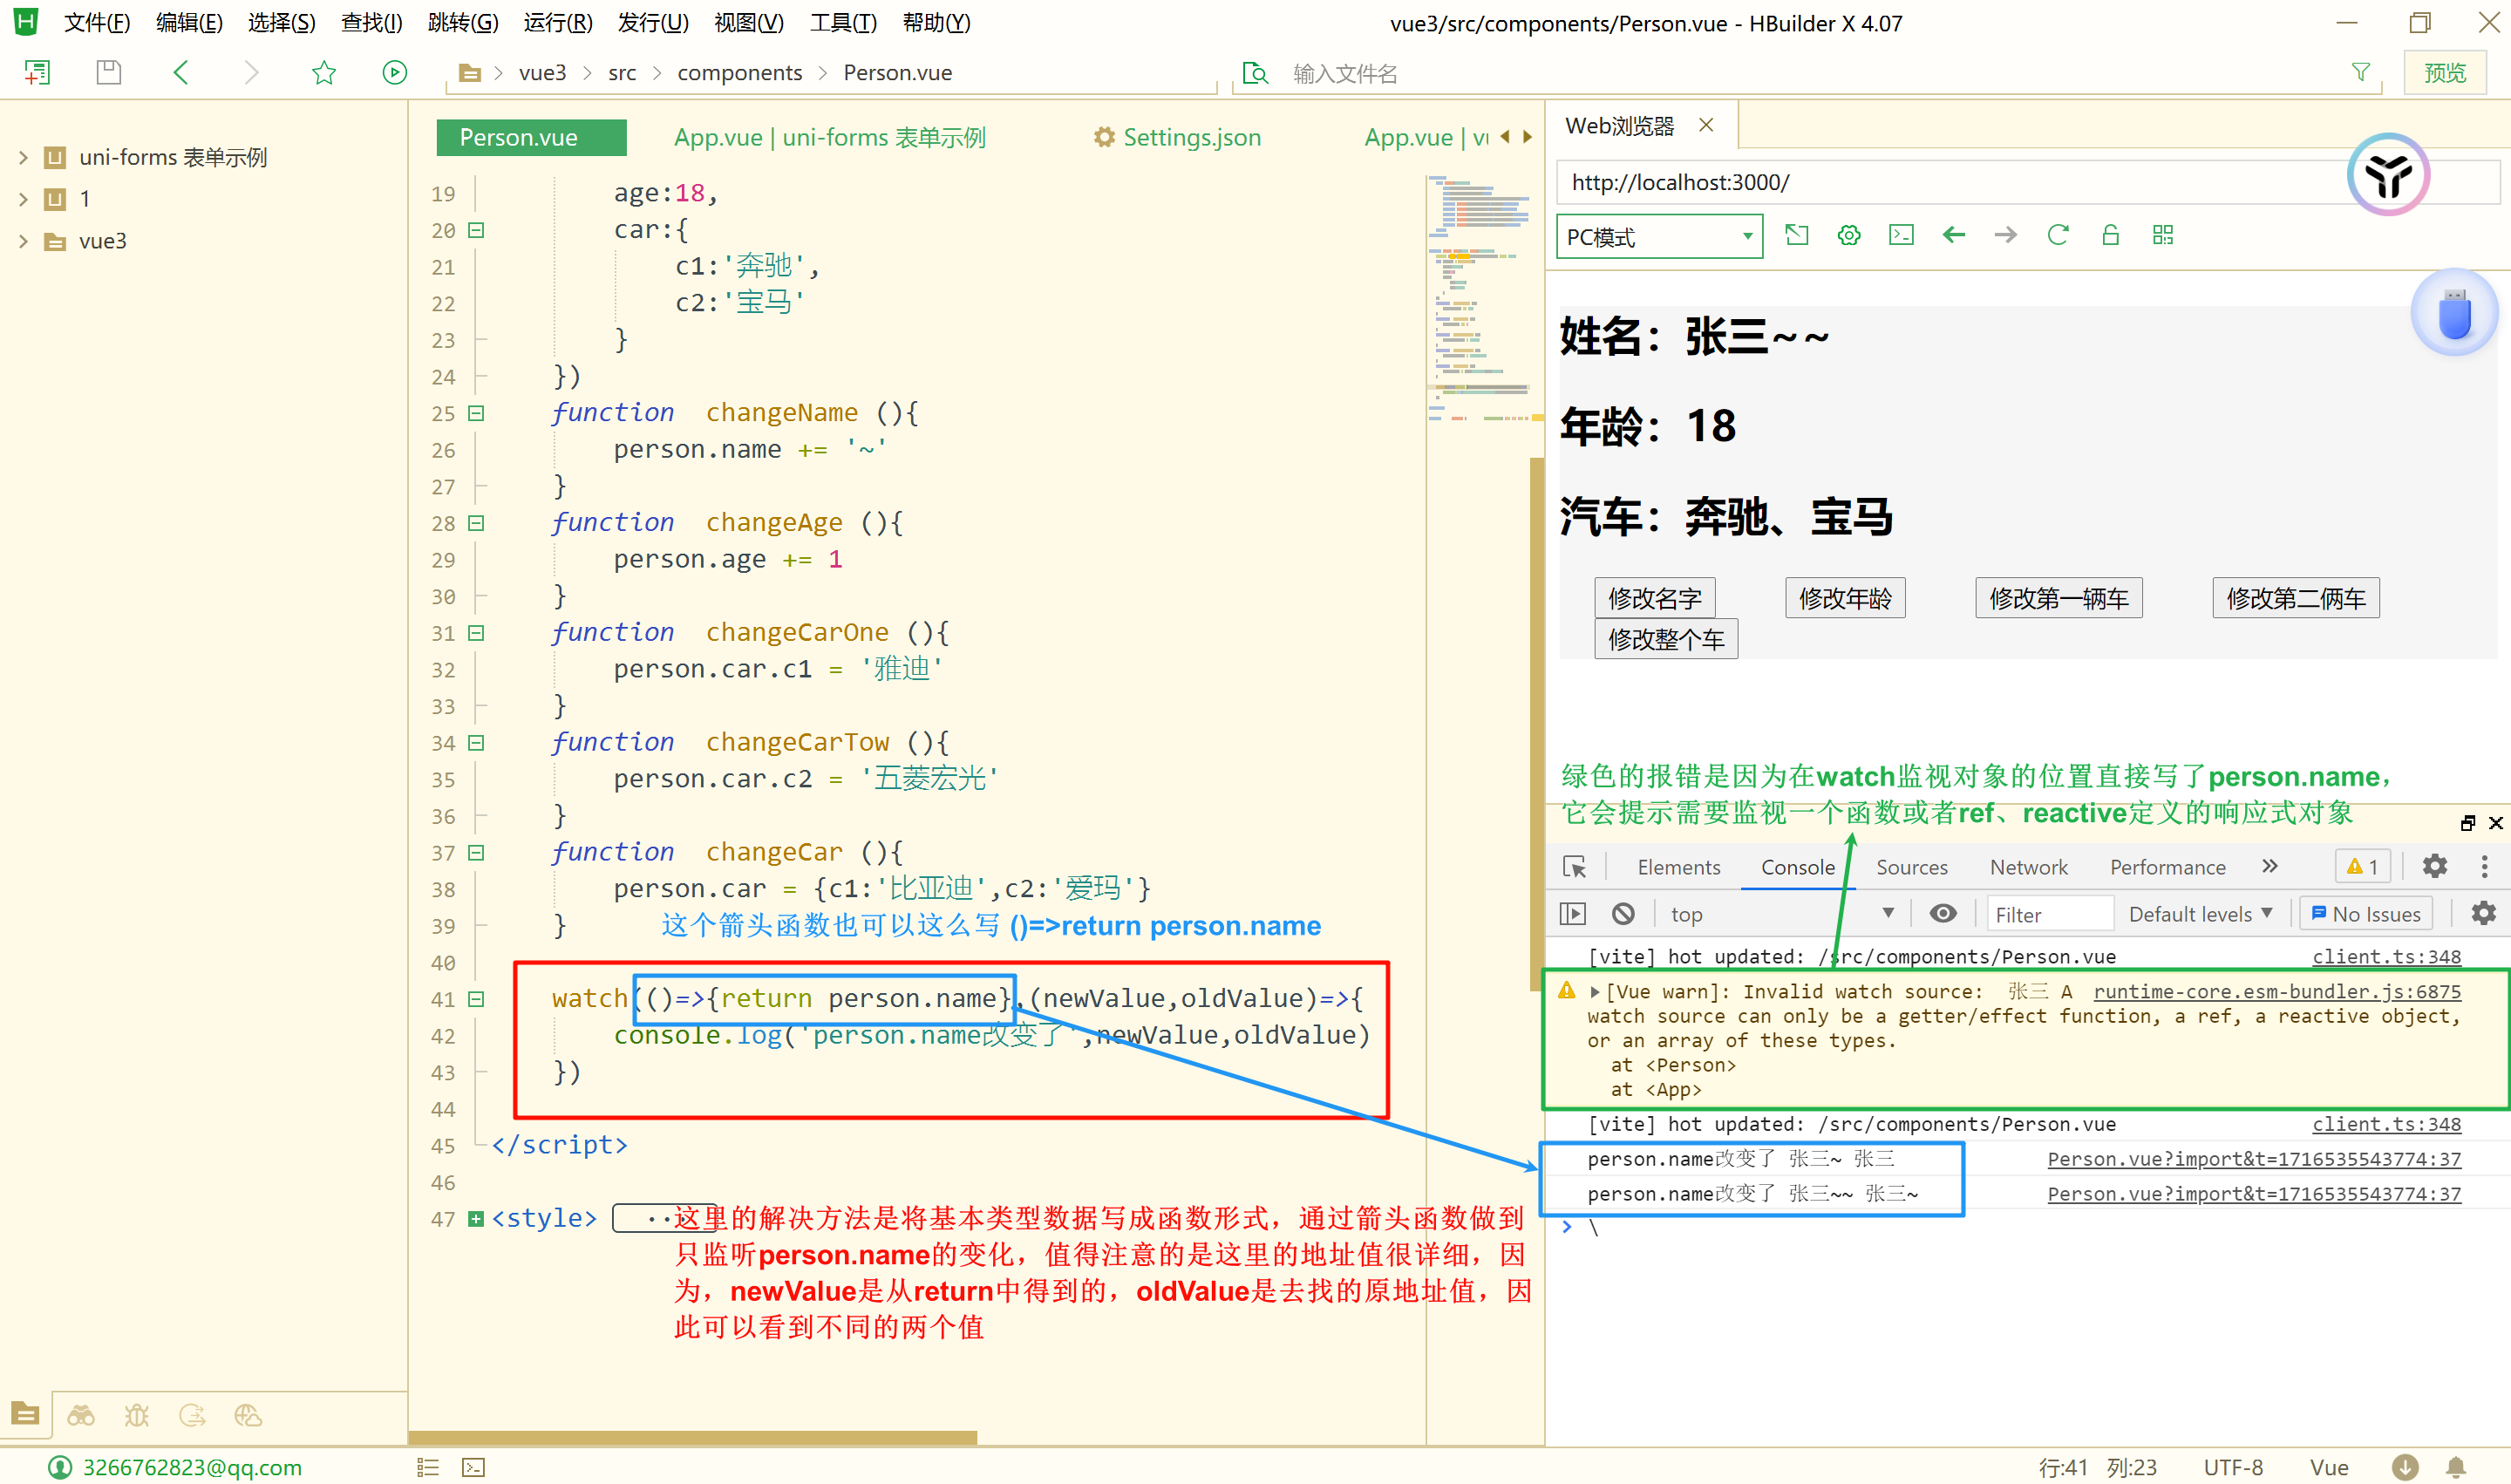 文件(F) 编辑(E) 选择(S) 查找(I) 跳转(G) 运行(R) 发行(U) 视图(V) 工具(T) 帮助(Y) vue3/src/components/Person.vue - HBuilder X 4.07
vue3 src components Person.vue 输入文件名 预览
uni-forms 表单示例
1
vue3
Person.vue App.vue | uni-forms 表单示例 Settings.json App.vue | vu
19 age:18,
20 car:{
21 c1:'奔驰',
22 c2:'宝马'
23 }
24 })
25 function changeName (){
26 person.name += '~'
27 }
28 function changeAge (){
29 person.age += 1
30 }
31 function changeCarOne (){
32 person.car.c1 = '雅迪'
33 }
34 function changeCarTow (){
35 person.car.c2 = '五菱宏光'
36 }
37 function changeCar (){
38 person.car = {c1:'比亚迪',c2:'爱玛'}
39 } 这个箭头函数也可以这么写 ()=>return person.name
40
41 watch(()=>{return person.name},(newValue,oldValue)=>{
42 console.log('person.name改变了',newValue,oldValue)
43 })
44
45 </script>
46
47 <style> ...
这里的解决方法是将基本类型数据写成函数形式，通过箭头函数做到
只监听person.name的变化，值得注意的是这里的地址值很详细，因
为，newValue是从return中得到的，oldValue是去找的原地址值，因
此可以看到不同的两个值
Web浏览器
http://localhost:3000/
PC模式
姓名：张三~~
年龄：18
汽车：奔驰、宝马
修改名字 修改年龄 修改第一辆车 修改第二俩车
修改整个车
绿色的报错是因为在watch监视对象的位置直接写了person.name，
它会提示需要监视一个函数或者ref、reactive定义的响应式对象
Elements Console Sources Network Performance 1
top Filter Default levels No Issues
[vite] hot updated: /src/components/Person.vue client.ts:348
[Vue warn]: Invalid watch source: 张三 A runtime-core.esm-bundler.js:6875
watch source can only be a getter/effect function, a ref, a reactive object,
or an array of these types.
at <Person>
at <App>
[vite] hot updated: /src/components/Person.vue client.ts:348
person.name改变了 张三~ 张三 Person.vue?import&t=1716535543774:37
person.name改变了 张三~~ 张三~ Person.vue?import&t=1716535543774:37
> \
3266762823@qq.com 行:41 列:23 UTF-8 Vue